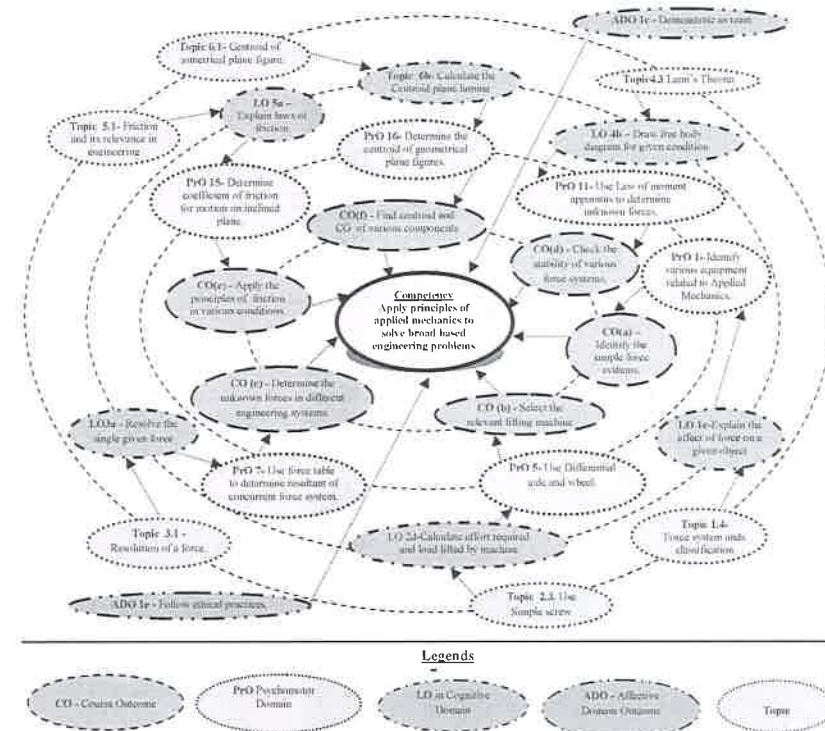 ADO 1c - Demonstrate as team
Topic 6.1- Centroid of
geometrical plane figure.
Topic 6b- Calculate the
Centroid plane lamina
Topic4.3 Lami's Theorm
LO 5a -
Explain laws of
friction.
Topic 5.1- Friction
and its relevance in
engineering
PrO 16- Determine the
centroid of geometrical
plane figures.
LO 4b - Draw free body
diagram for given condition
PrO 15- Determine
coefficient of friction
for motion on inclined
plane.
PrO 11- Use Law of moment
apparatus to determine
unknown forces.
CO(f) - Find centroid and
CG of various components
CO(d) - Check the
stability of various
force systems.
PrO 1- Identify
various equipment
related to Applied
Mechanics.
CO(e) - Apply the
principles of friction
in various conditions.
Competency
Apply principles of
applied mechanics to
solve broad based
engineering problems
CO(a) -
Identify the
simple force
systems.
CO (c) - Determine the
unknown forces in different
engineering systems.
CO (b) - Select the
relevant lifting machine
LO3a - Resolve the
single given force
LO 1e-Explain the
effect of force on a
given object
PrO 7- Use force table
to determine resultant of
concurrent force system.
PrO 5- Use Differential
axle and wheel.
Topic .3.1 -
Resolution of a force.
LO 2d-Calculate effort required
and load lifted by machine
Topic 1.4-
Force system and
classification
Topic 2.3. Use
Simple screw
ADO 1e - Follow ethical practices.
Legends
CO - Course Outcome
PrO Psychomotor
Domain
LO in Cognitive
Domain
ADO - Affective
Domain Outcome
Topic